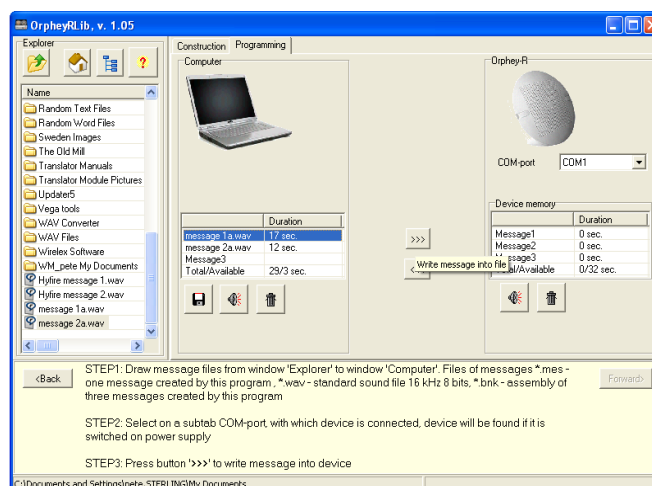 OrpheyRLib, v. 1.05
Explorer
?
Name
Random Text Files
Random Word Files
Sweden Images
The Old Mill
Translator Manuals
Translator Module Pictures
Updater5
Vega tools
WAV Converter
WAV Files
Wirelex Software
WM_pete My Documents
Hyfire message 1.wav
Hyfire message 2.wav
message 1a.wav
message 2a.wav
Construction Programming
Computer
Duration
message 1a.wav 17 sec.
message 2a.wav 12 sec.
Message3
Total/Available 29/3 sec.
>>>
Write message into file
Orphey-R
COM-port COM1
Device memory
Duration
Message1 0 sec.
Message2 0 sec.
Message3 0 sec.
0/32 sec.
<Back
STEP1: Draw message files from window 'Explorer' to window 'Computer'. Files of messages *.mes -
one message created by this program , *.wav - standard sound file 16 kHz 8 bits, *.bnk - assembly of
three messages created by this program
STEP2: Select on a subtab COM-port, with which device is connected, device will be found if it is
switched on power supply
STEP3: Press button '>>>' to write message into device
Forward>
C:\Documents and Settings\pete.STERLING\My Documents